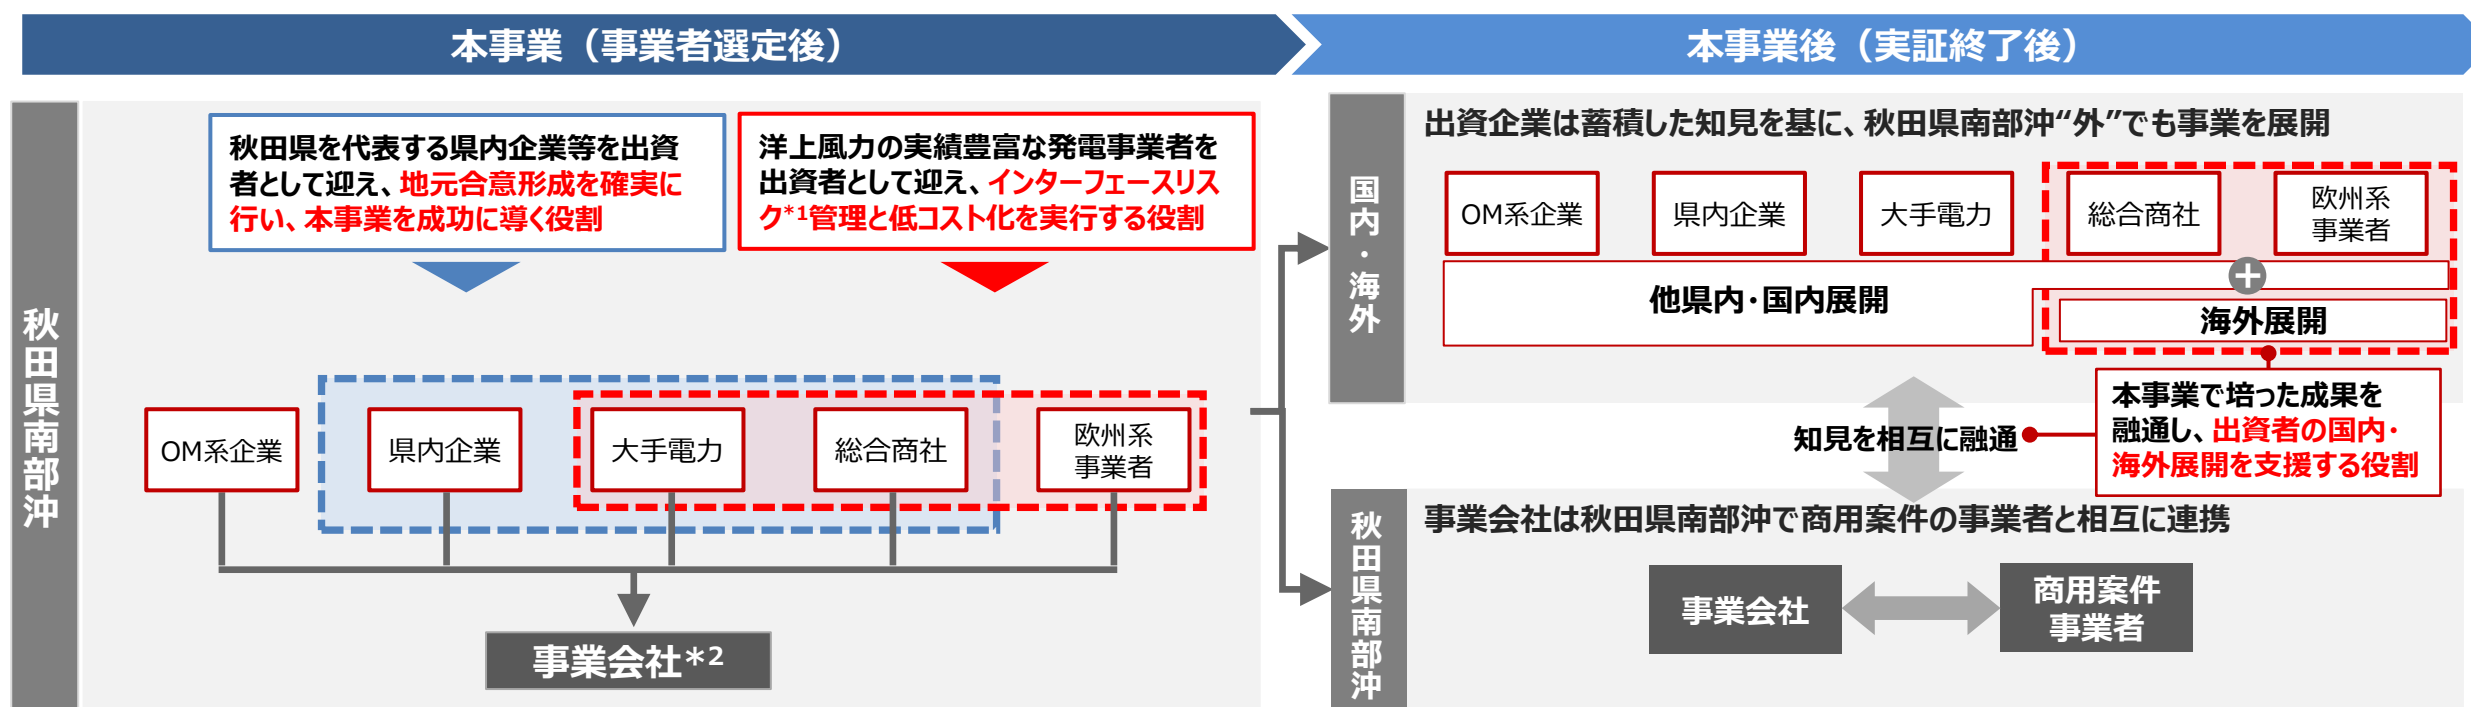 本事業（事業者選定後）
本事業後（実証終了後）
秋田県南部沖
秋田県を代表する県内企業等を出資
者として迎え、地元合意形成を確実に
行い、本事業を成功に導く役割
洋上風力の実績豊富な発電事業者を
出資者として迎え、インターフェースリス
ク*1管理と低コスト化を実行する役割
OM系企業
県内企業
大手電力
総合商社
欧州系
事業者
事業会社*2
国内・海外
出資企業は蓄積した知見を基に、秋田県南部沖“外”でも事業を展開
OM系企業
県内企業
大手電力
総合商社
欧州系
事業者
他県内・国内展開
+
海外展開
知見を相互に融通
本事業で培った成果を
融通し、出資者の国内・
海外展開を支援する役割
秋田県南部沖
事業会社は秋田県南部沖で商用案件の事業者と相互に連携
事業会社
商用案件
事業者